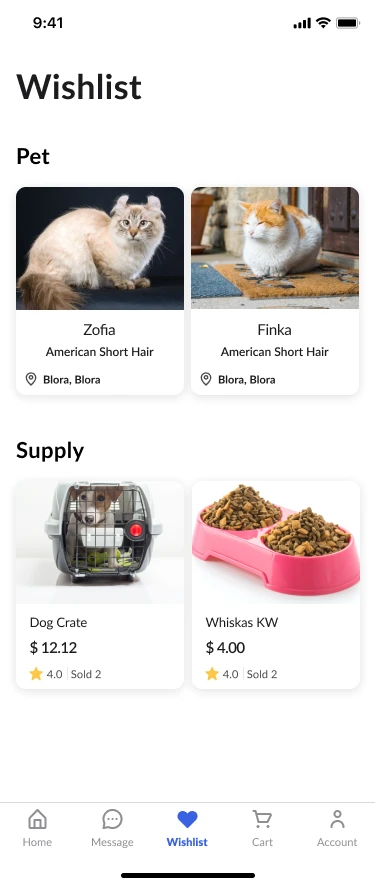 9:41
Wishlist
Pet
Zofia
American Short Hair
Blora, Blora
Finka
American Short Hair
Blora, Blora
Supply
Dog Crate
$ 12.12
4.0 Sold 2
Whiskas KW
$ 4.00
4.0 Sold 2
Home
Message
Wishlist
Cart
Account